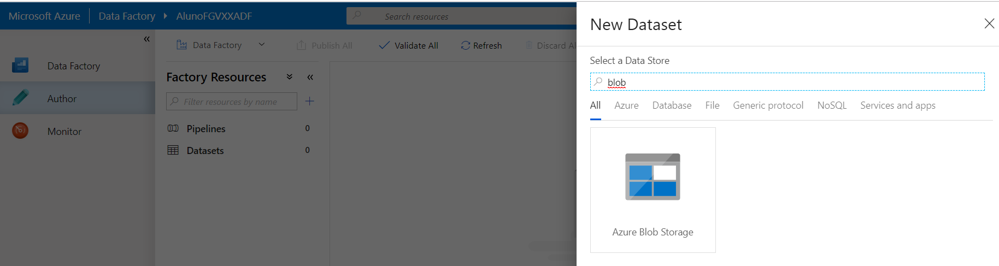 Microsoft Azure Data Factory AlunoFGVXXADF Search resources
« Data Factory Publish All Validate All Refresh Discard Al
Data Factory
Author
Monitor
Factory Resources «
Filter resources by name +
Pipelines 0
Datasets 0
New Dataset
Select a Data Store
blob
All Azure Database File Generic protocol NoSQL Services and apps
Azure Blob Storage